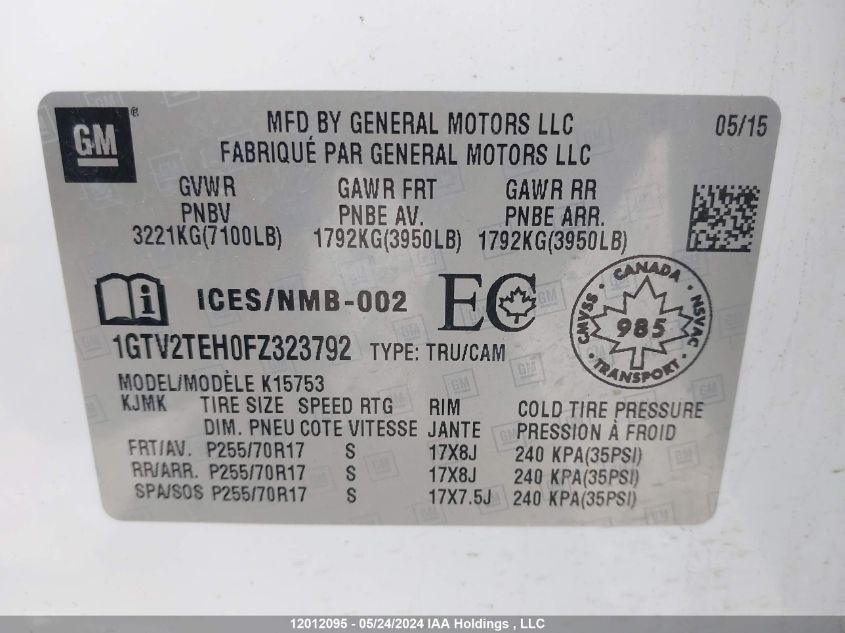 GM
MFD BY GENERAL MOTORS LLC 05/15
FABRIQUÉ PAR GENERAL MOTORS LLC
GVWR GAWR FRT GAWR RR
PNBV PNBE AV. PNBE ARR.
3221KG(7100LB) 1792KG(3950LB) 1792KG(3950LB)
i ICES/NMB-002 EC
CANADA
CMVSS 985 NSVAC
TRANSPORT
1GTV2TEH0FZ323792 TYPE: TRU/CAM
MODEL/MODÈLE K15753
KJMK TIRE SIZE SPEED RTG RIM COLD TIRE PRESSURE
DIM. PNEU COTE VITESSE JANTE PRESSION À FROID
FRT/AV. P255/70R17 S 17X8J 240 KPA(35PSI)
RR/ARR. P255/70R17 S 17X8J 240 KPA(35PSI)
SPA/SOS P255/70R17 S 17X7.5J 240 KPA(35PSI)
12012095 - 05/24/2024 IAA Holdings , LLC